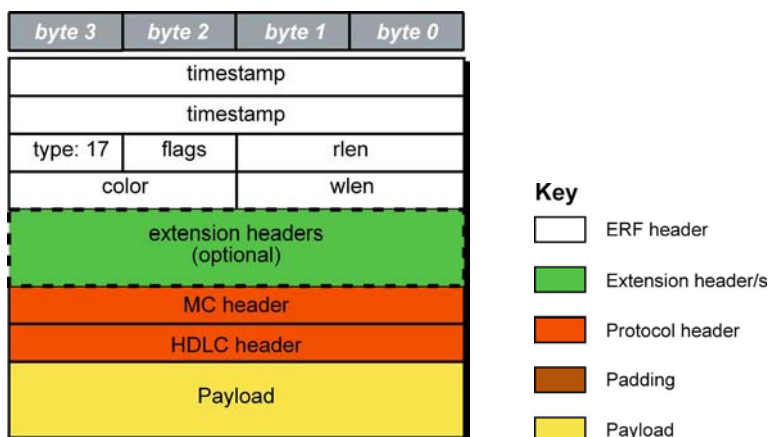 byte 3 byte 2 byte 1 byte 0
timestamp
timestamp
type: 17 flags rlen
color wlen
extension headers
(optional)
MC header
HDLC header
Payload
Key
ERF header
Extension header/s
Protocol header
Padding
Payload